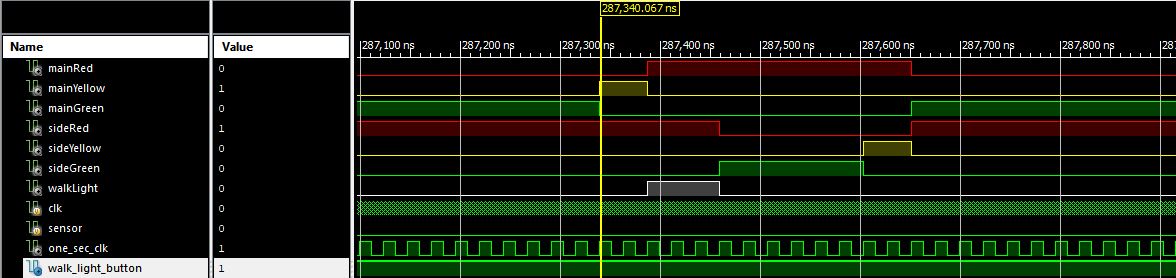 287,340.067 ns
Name Value 287,100 ns 287,200 ns 287,300 ns 287,400 ns 287,500 ns 287,600 ns 287,700 ns 287,800 ns
mainRed 0
mainYellow 1
mainGreen 0
sideRed 1
sideYellow 0
sideGreen 0
walkLight 0
clk 0
sensor 0
one_sec_clk 1
walk_light_button 1